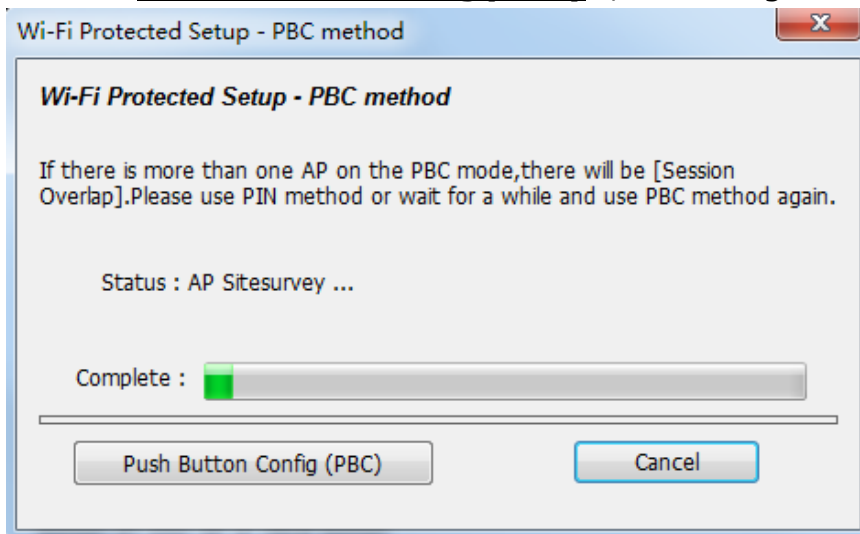 Wi-Fi Protected Setup - PBC method
Wi-Fi Protected Setup - PBC method
If there is more than one AP on the PBC mode,there will be [Session
Overlap].Please use PIN method or wait for a while and use PBC method again.
Status : AP Sitesurvey ...
Complete :
Push Button Config (PBC)
Cancel